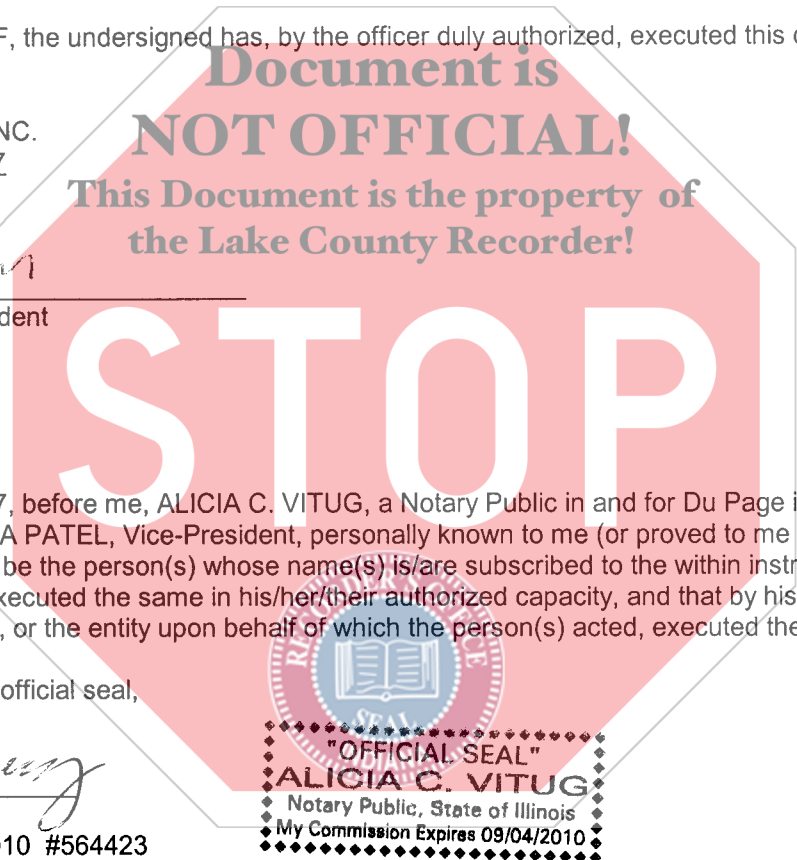 F, the undersigned has, by the officer duly authorized, executed this
Document is
NC.
NOT OFFICIAL!
This Document is the property of
the Lake County Recorder!
dent
STOP
7, before me, ALICIA C. VITUG, a Notary Public in and for Du Page
A PATEL, Vice-President, personally known to me (or proved to me
be the person(s) whose name(s) is/are subscribed to the within instr
xecuted the same in his/her/their authorized capacity, and that by his
, or the entity upon behalf of which the person(s) acted, executed the
RECORDER'S OFFICE
official seal,
SEAL
INDIANA
"OFFICIAL SEAL"
ALICIA C. VITUG
Notary Public, State of Illinois
My Commission Expires 09/04/2010
010 #564423